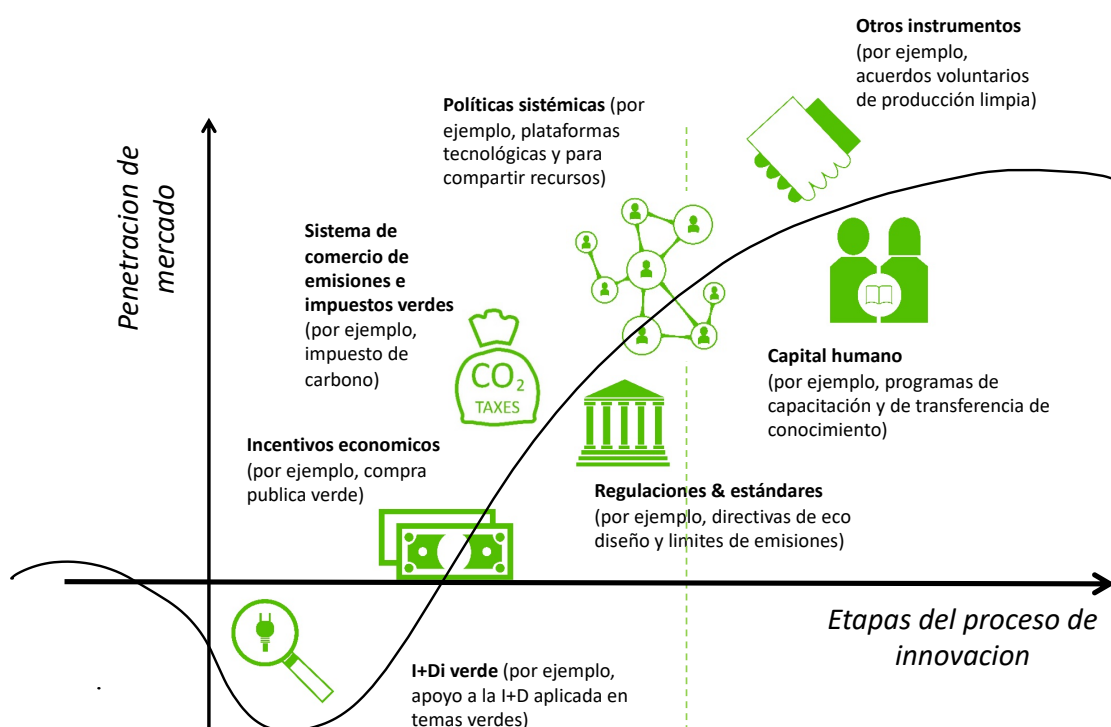 Otros instrumentos
(por ejemplo,
acuerdos voluntarios
de producción limpia)
Políticas sistémicas (por
ejemplo, plataformas
tecnológicas y para
compartir recursos)
Penetracion de
mercado
Sistema de
comercio de
emisiones e
impuestos verdes
(por ejemplo,
impuesto de
carbono)
CO2
TAXES
Capital humano
(por ejemplo, programas de
capacitación y de transferencia de
conocimiento)
Incentivos economicos
(por ejemplo, compra
publica verde)
Regulaciones & estándares
(por ejemplo, directivas de eco
diseño y limites de emisiones)
Etapas del proceso de
innovacion
I+Di verde (por ejemplo,
apoyo a la I+D aplicada en
temas verdes)
.